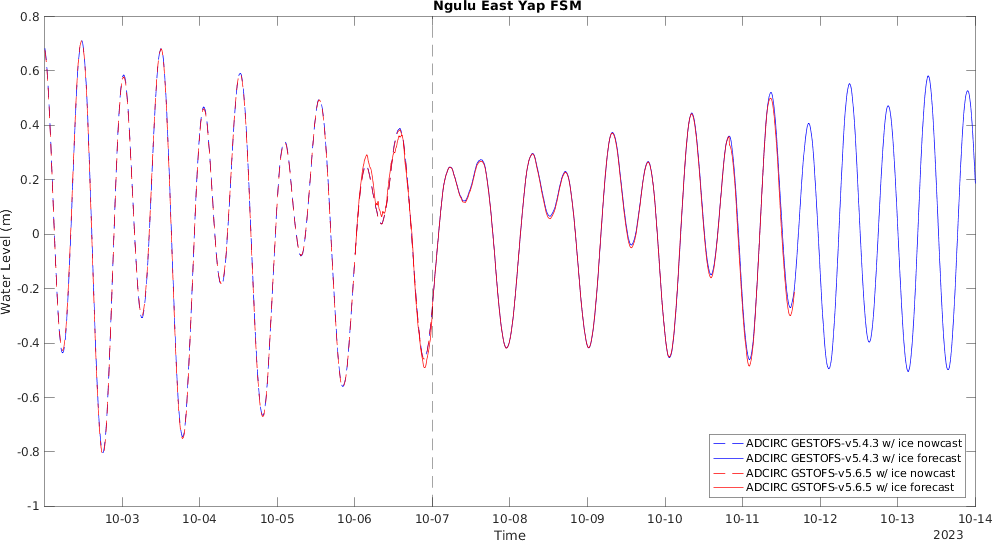 Ngulu East Yap FSM
Water Level (m)
0.8
0.6
0.4
0.2
0
-0.2
-0.4
-0.6
-0.8
-1
ADCIRC GESTOFS-v5.4.3 w/ ice nowcast
ADCIRC GESTOFS-v5.4.3 w/ ice forecast
ADCIRC GSTOFS-v5.6.5 w/ ice nowcast
ADCIRC GSTOFS-v5.6.5 w/ ice forecast
10-03 10-04 10-05 10-06 10-07 10-08 10-09 10-10 10-11 10-12 10-13 10-14
Time
2023